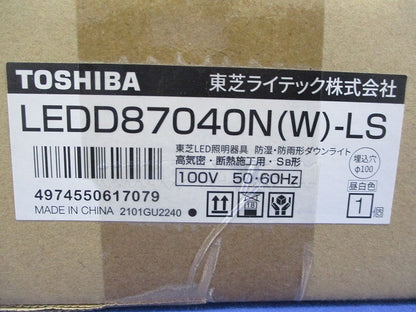 TOSHIBA 東芝ライテック株式会社
LEDD87040N(W)-LS
東芝LED照明器具 防湿・防雨形ダウンライト
高気密・断熱施工用・SB形
埋込穴
φ100
100V 50・60Hz
昼白色
4974550617079
MADE IN CHINA 2101GU2240
18
1個